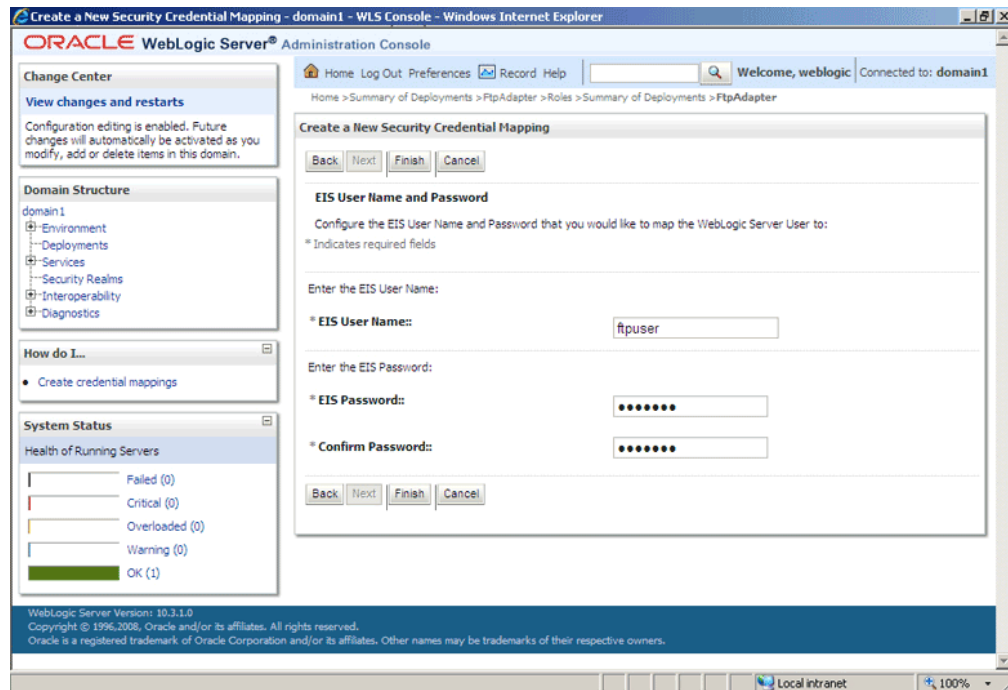 Create a New Security Credential Mapping - domain1 - WLS Console - Windows Internet Explorer
ORACLE WebLogic Server® Administration Console
Change Center
View changes and restarts
Configuration editing is enabled. Future
changes will automatically be activated as you
modify, add or delete items in this domain.
Domain Structure
domain1
Environment
Deployments
Services
Security Realms
Interoperability
Diagnostics
How do I...
Create credential mappings
System Status
Health of Running Servers
Failed (0)
Critical (0)
Overloaded (0)
Warning (0)
OK (1)
Home Log Out Preferences Record Help
Welcome, weblogic Connected to: domain1
Home >Summary of Deployments >FtpAdapter >Roles >Summary of Deployments >FtpAdapter
Create a New Security Credential Mapping
Back Next Finish Cancel
EIS User Name and Password
Configure the EIS User Name and Password that you would like to map the WebLogic Server User to:
* Indicates required fields
Enter the EIS User Name:
* EIS User Name::
ftpuser
Enter the EIS Password:
* EIS Password::
●●●●●●●
* Confirm Password::
●●●●●●●
Back Next Finish Cancel
WebLogic Server Version: 10.3.1.0
Copyright © 1996,2008, Oracle and/or its affiliates. All rights reserved.
Oracle is a registered trademark of Oracle Corporation and/or its affiliates. Other names may be trademarks of their respective owners.
Local intranet
100%